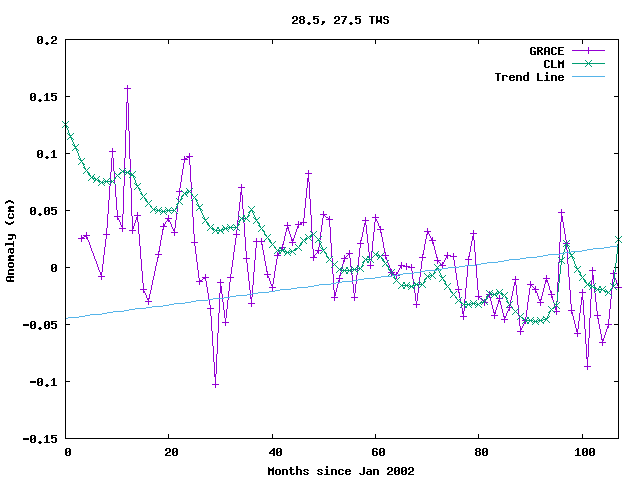 28.5, 27.5 TWS
GRACE
CLM
Trend Line
Anomaly (cm)
0.2
0.15
0.1
0.05
0
-0.05
-0.1
-0.15
0 20 40 60 80 100
Months since Jan 2002